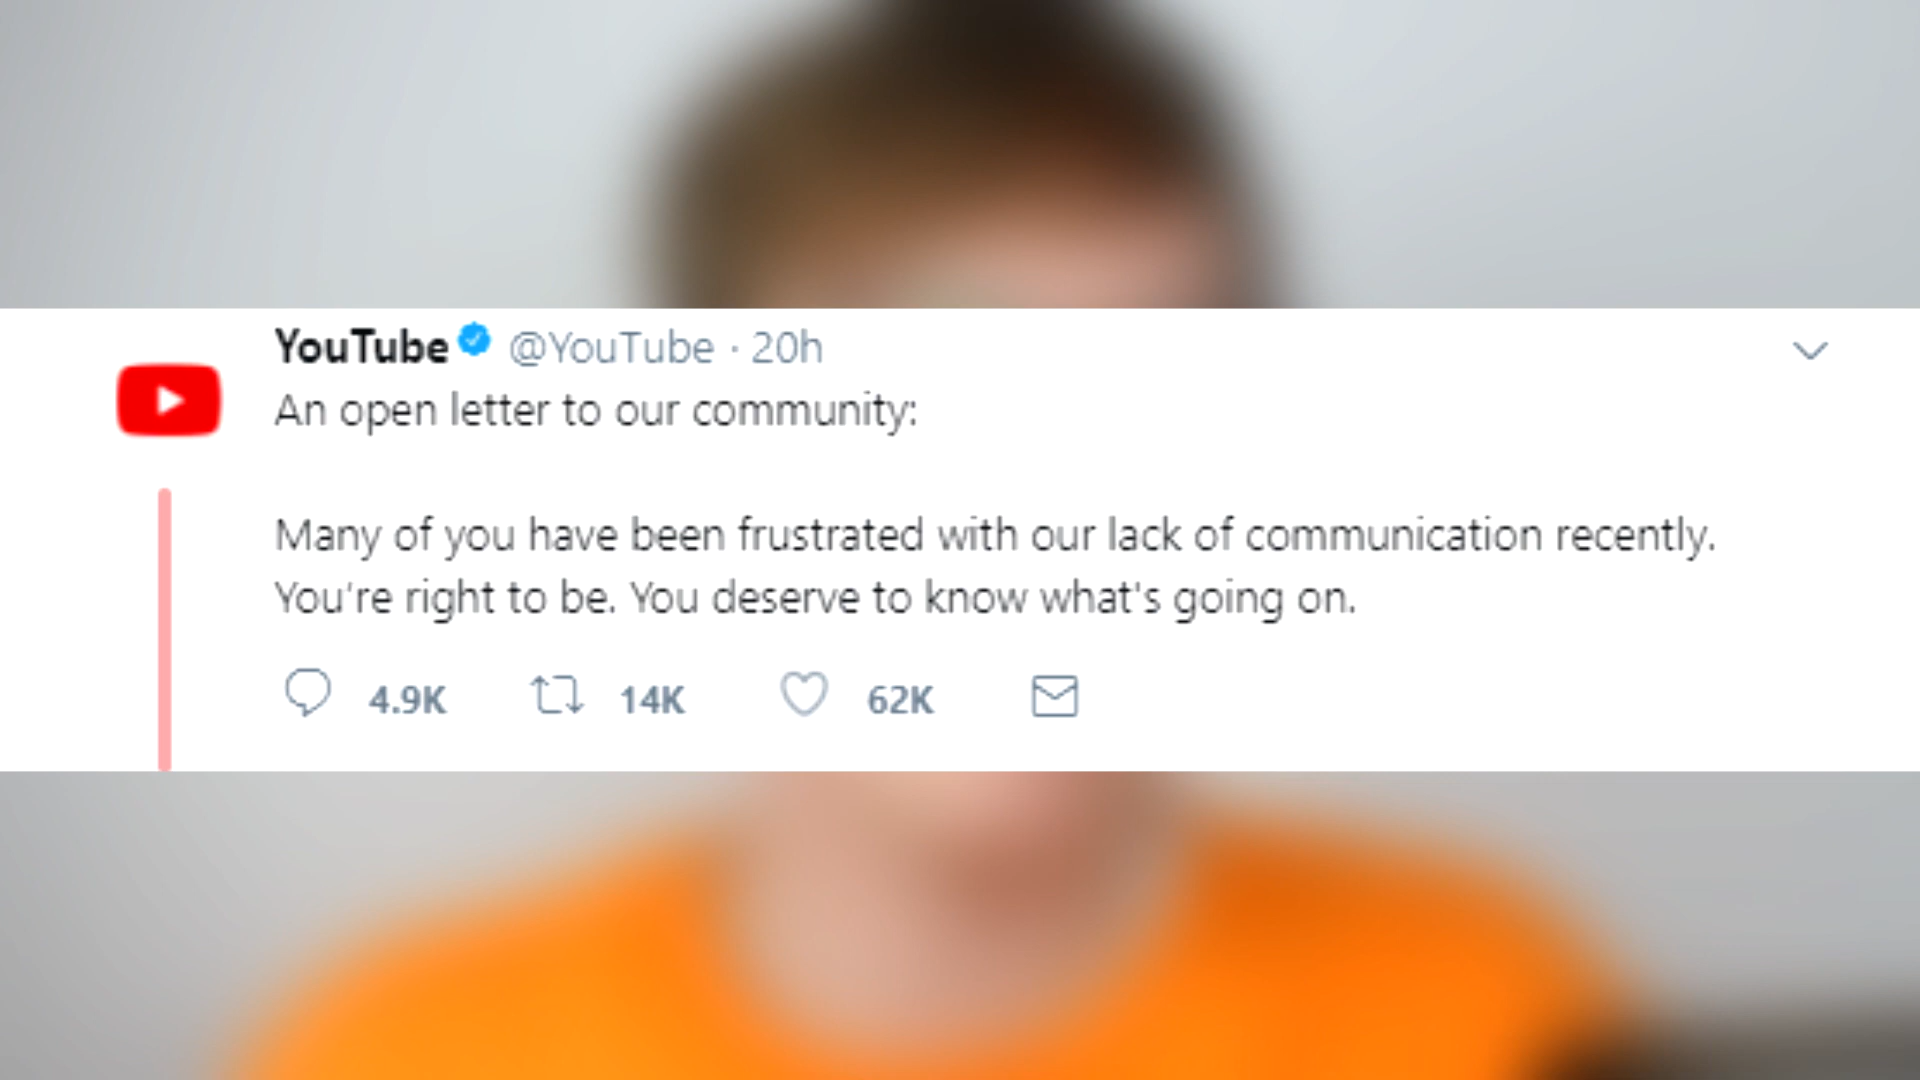 YouTube @YouTube · 20h
An open letter to our community:
Many of you have been frustrated with our lack of communication recently.
You're right to be. You deserve to know what's going on.
4.9K 14K 62K